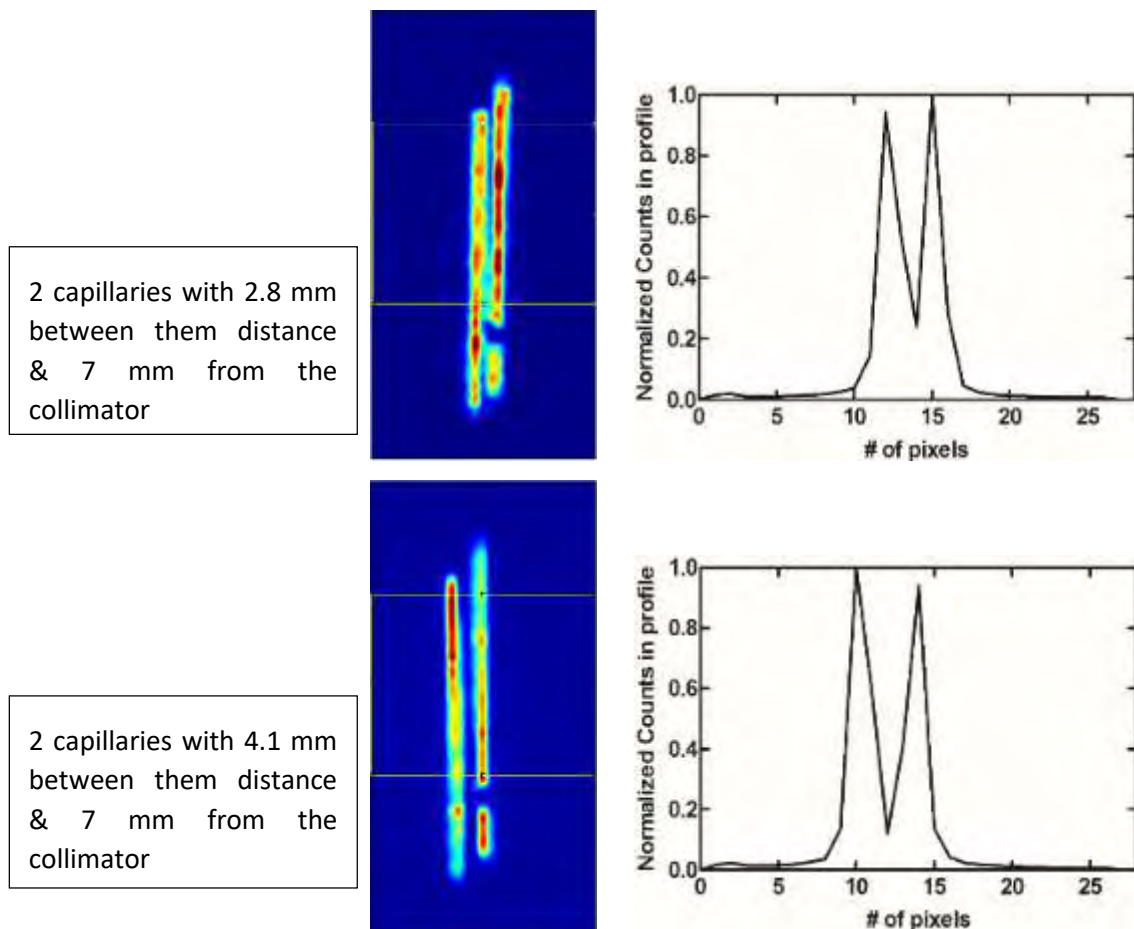 2 capillaries with 2.8 mm
between them distance
& 7 mm from the
collimator
Normalized Counts in profile
1.0
0.8
0.6
0.4
0.2
0.0
0 5 10 15 20 25
# of pixels
2 capillaries with 4.1 mm
between them distance
& 7 mm from the
collimator
Normalized Counts in profile
1.0
0.8
0.6
0.4
0.2
0.0
0 5 10 15 20 25
# of pixels